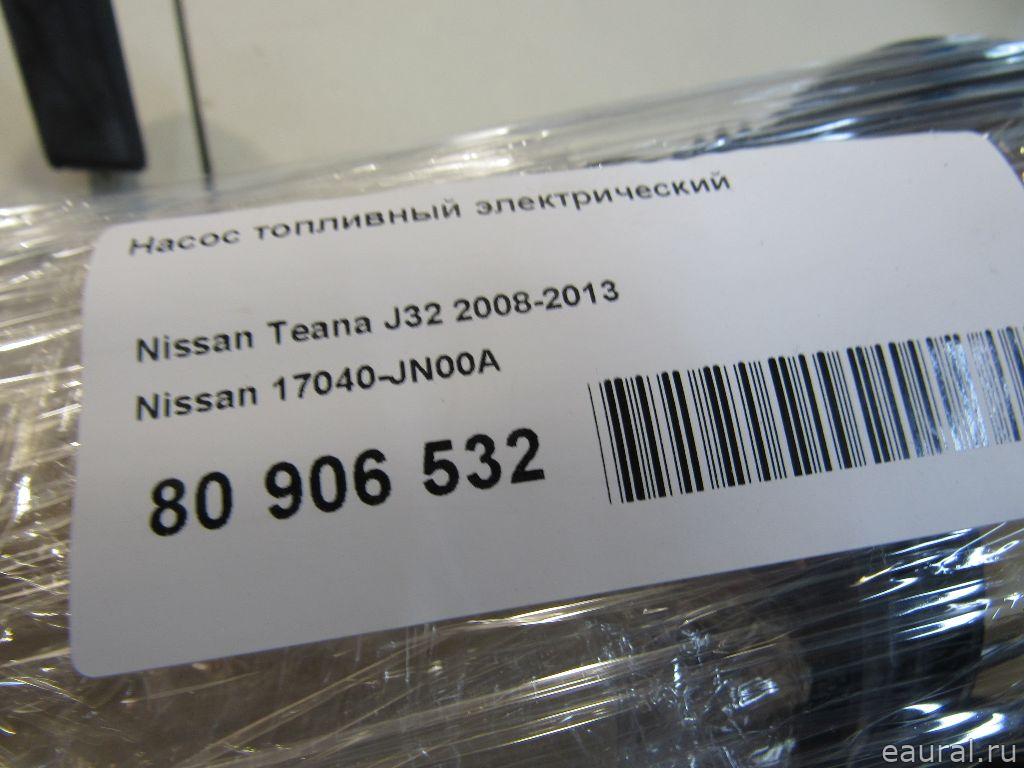 Насос топливный электрический
Nissan Teana J32 2008-2013
Nissan 17040-JN00A
80 906 532
eaural.ru